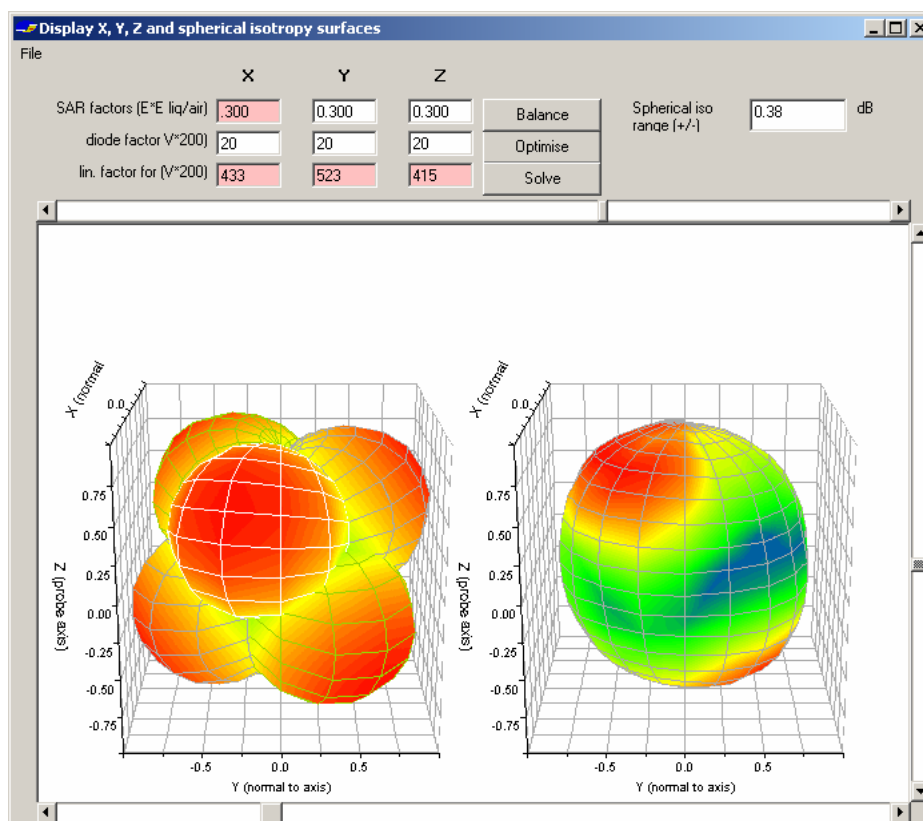 Display X, Y, Z and spherical isotropy surfaces
File
X Y Z
SAR factors (E*E liq/air) .300 0.300 0.300 Balance Spherical iso range (+/-) 0.38 dB
diode factor V*200) 20 20 20 Optimise
lin. factor for (V*200) 433 523 415 Solve
X (normal
0.0
0.75
0.50
0.25
0.00
-0.25
-0.50
-0.75
Z (probe axis)
-0.5 0.0 0.5
Y (normal to axis)
X (normal
0.0
0.75
0.50
0.25
0.00
-0.25
-0.50
-0.75
Z (probe axis)
-0.5 0.0 0.5
Y (normal to axis)